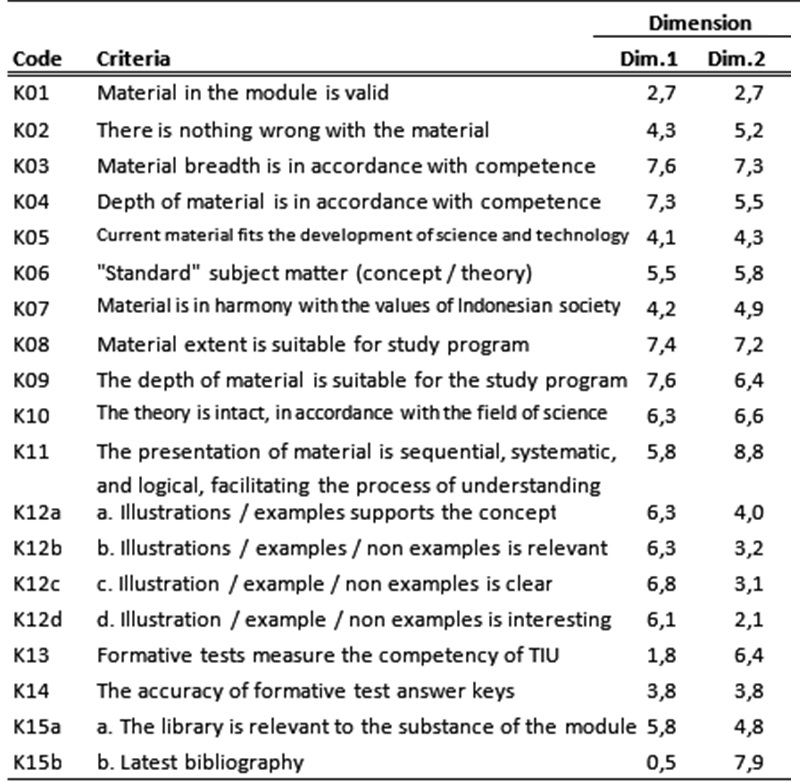 Dimension
Code Criteria Dim.1 Dim.2
K01 Material in the module is valid 2,7 2,7
K02 There is nothing wrong with the material 4,3 5,2
K03 Material breadth is in accordance with competence 7,6 7,3
K04 Depth of material is in accordance with competence 7,3 5,5
K05 Current material fits the development of science and technology 4,1 4,3
K06 "Standard" subject matter (concept / theory) 5,5 5,8
K07 Material is in harmony with the values of Indonesian society 4,2 4,9
K08 Material extent is suitable for study program 7,4 7,2
K09 The depth of material is suitable for the study program 7,6 6,4
K10 The theory is intact, in accordance with the field of science 6,3 6,6
K11 The presentation of material is sequential, systematic, 5,8 8,8
and logical, facilitating the process of understanding
K12a a. Illustrations / examples supports the concept 6,3 4,0
K12b b. Illustrations / examples / non examples is relevant 6,3 3,2
K12c c. Illustration / example / non examples is clear 6,8 3,1
K12d d. Illustration / example / non examples is interesting 6,1 2,1
K13 Formative tests measure the competency of TIU 1,8 6,4
K14 The accuracy of formative test answer keys 3,8 3,8
K15a a. The library is relevant to the substance of the module 5,8 4,8
K15b b. Latest bibliography 0,5 7,9